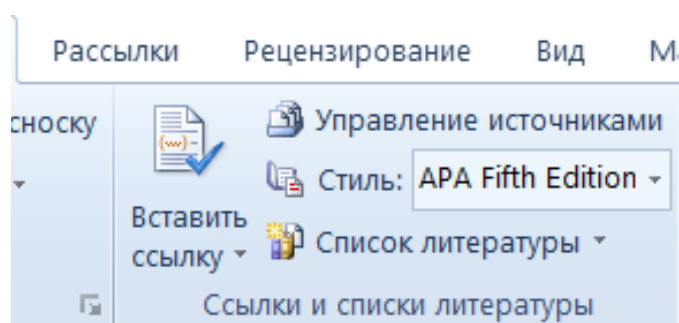 Рассылки Рецензирование Вид
сноску
Управление источниками
Стиль: APA Fifth Edition
Вставить ссылку
Список литературы
Ссылки и списки литературы